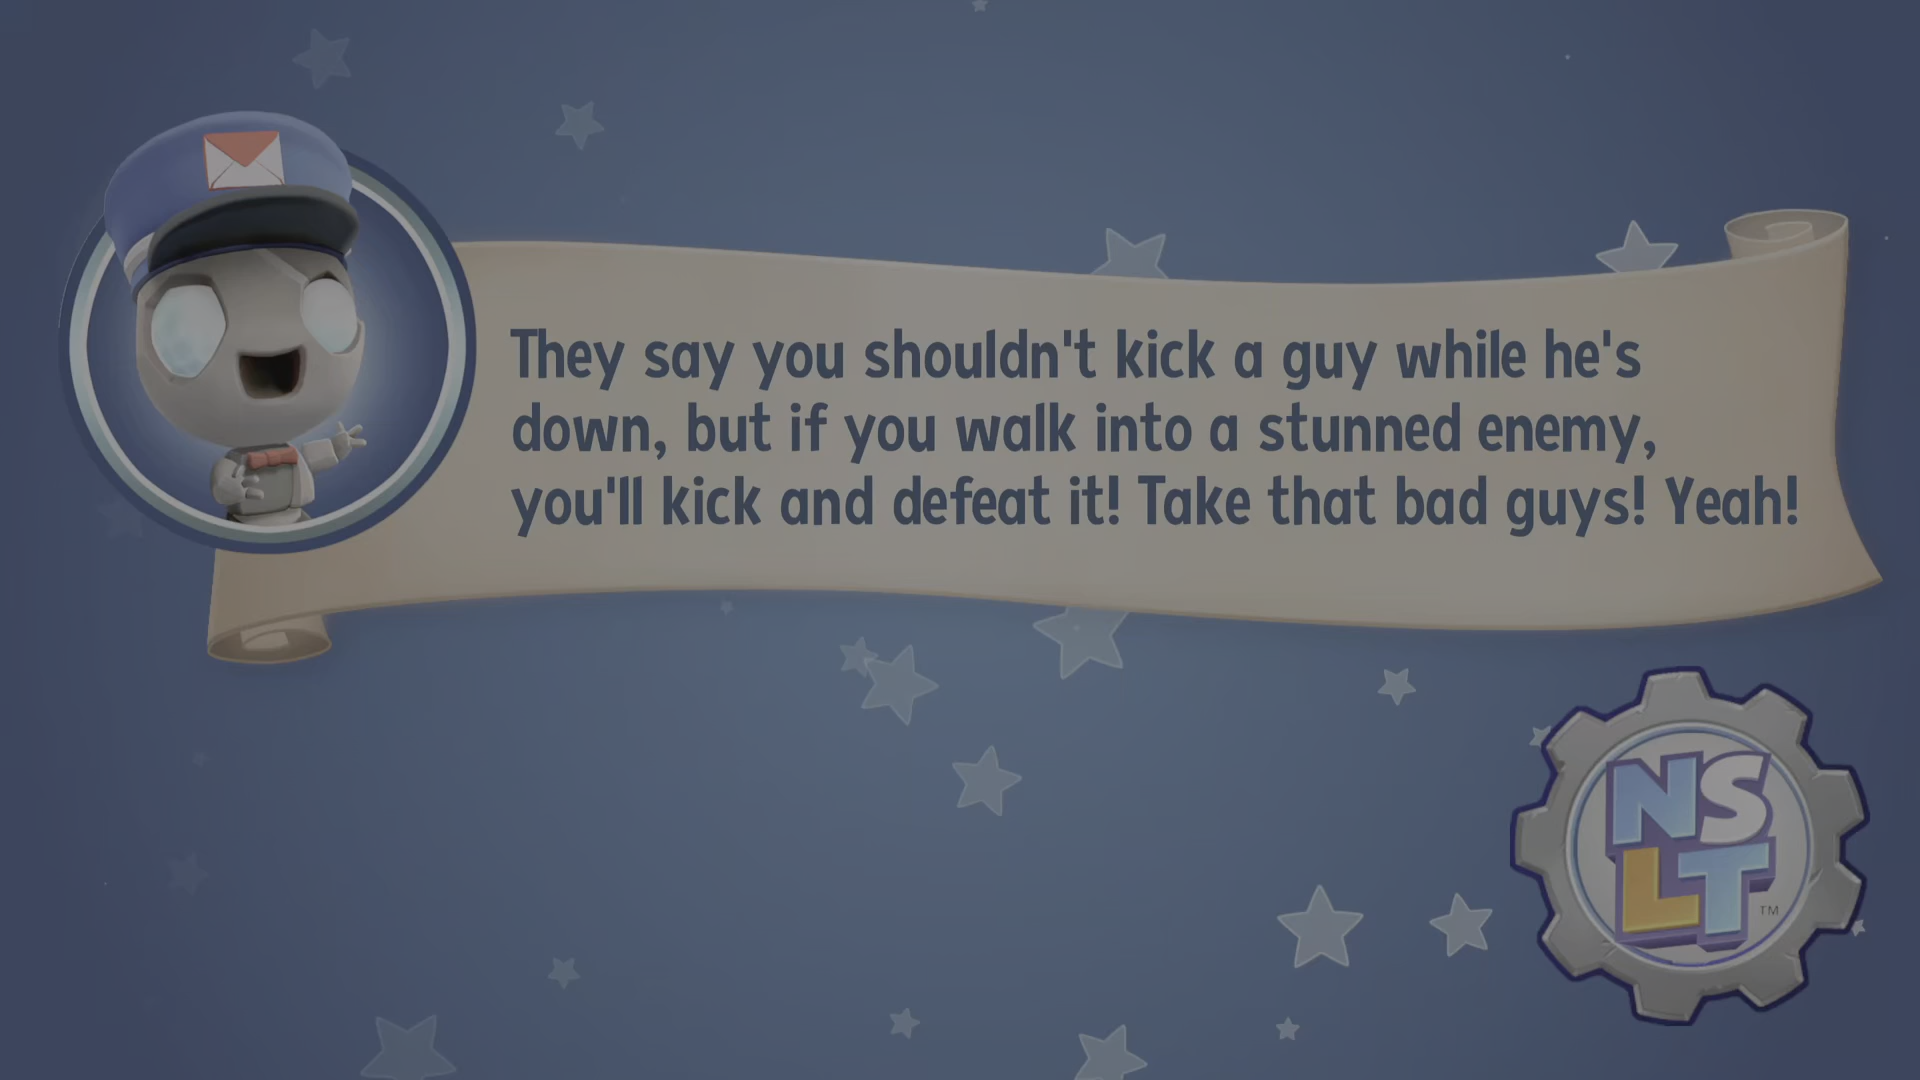 They say you shouldn't kick a guy while he's
down, but if you walk into a stunned enemy,
you'll kick and defeat it! Take that bad guys! Yeah!
NS
LT
TM